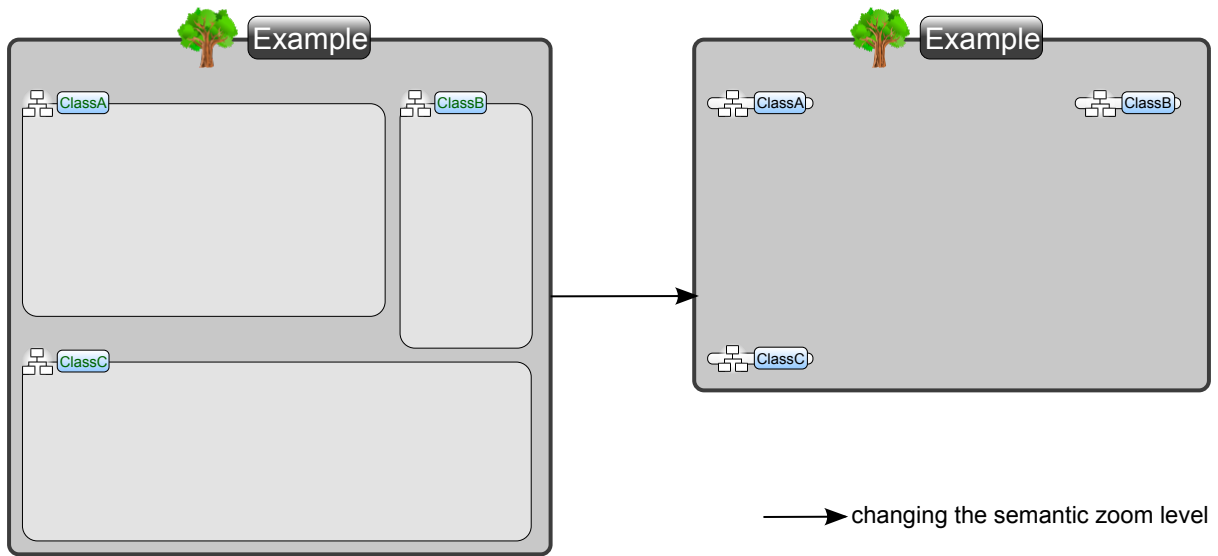 Example
ClassA
ClassB
ClassC
Example
ClassA
ClassB
ClassC
changing the semantic zoom level